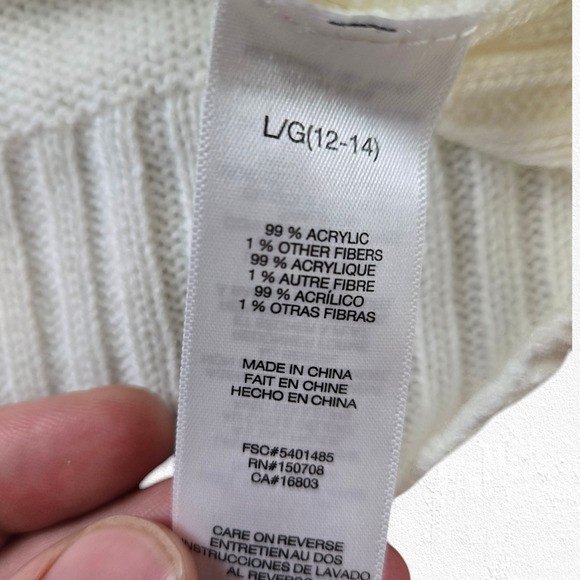 L/G(12-14)
99 % ACRYLIC
1 % OTHER FIBERS
99 % ACRYLIQUE
1 % AUTRE FIBRE
99 % ACRÍLICO
1 % OTRAS FIBRAS
MADE IN CHINA
FAIT EN CHINE
HECHO EN CHINA
FSC#5401485
RN#150708
CA#16803
CARE ON REVERSE
ENTRETIEN AU DOS
INSTRUCCIONES DE LAVADO
AL REVERSO